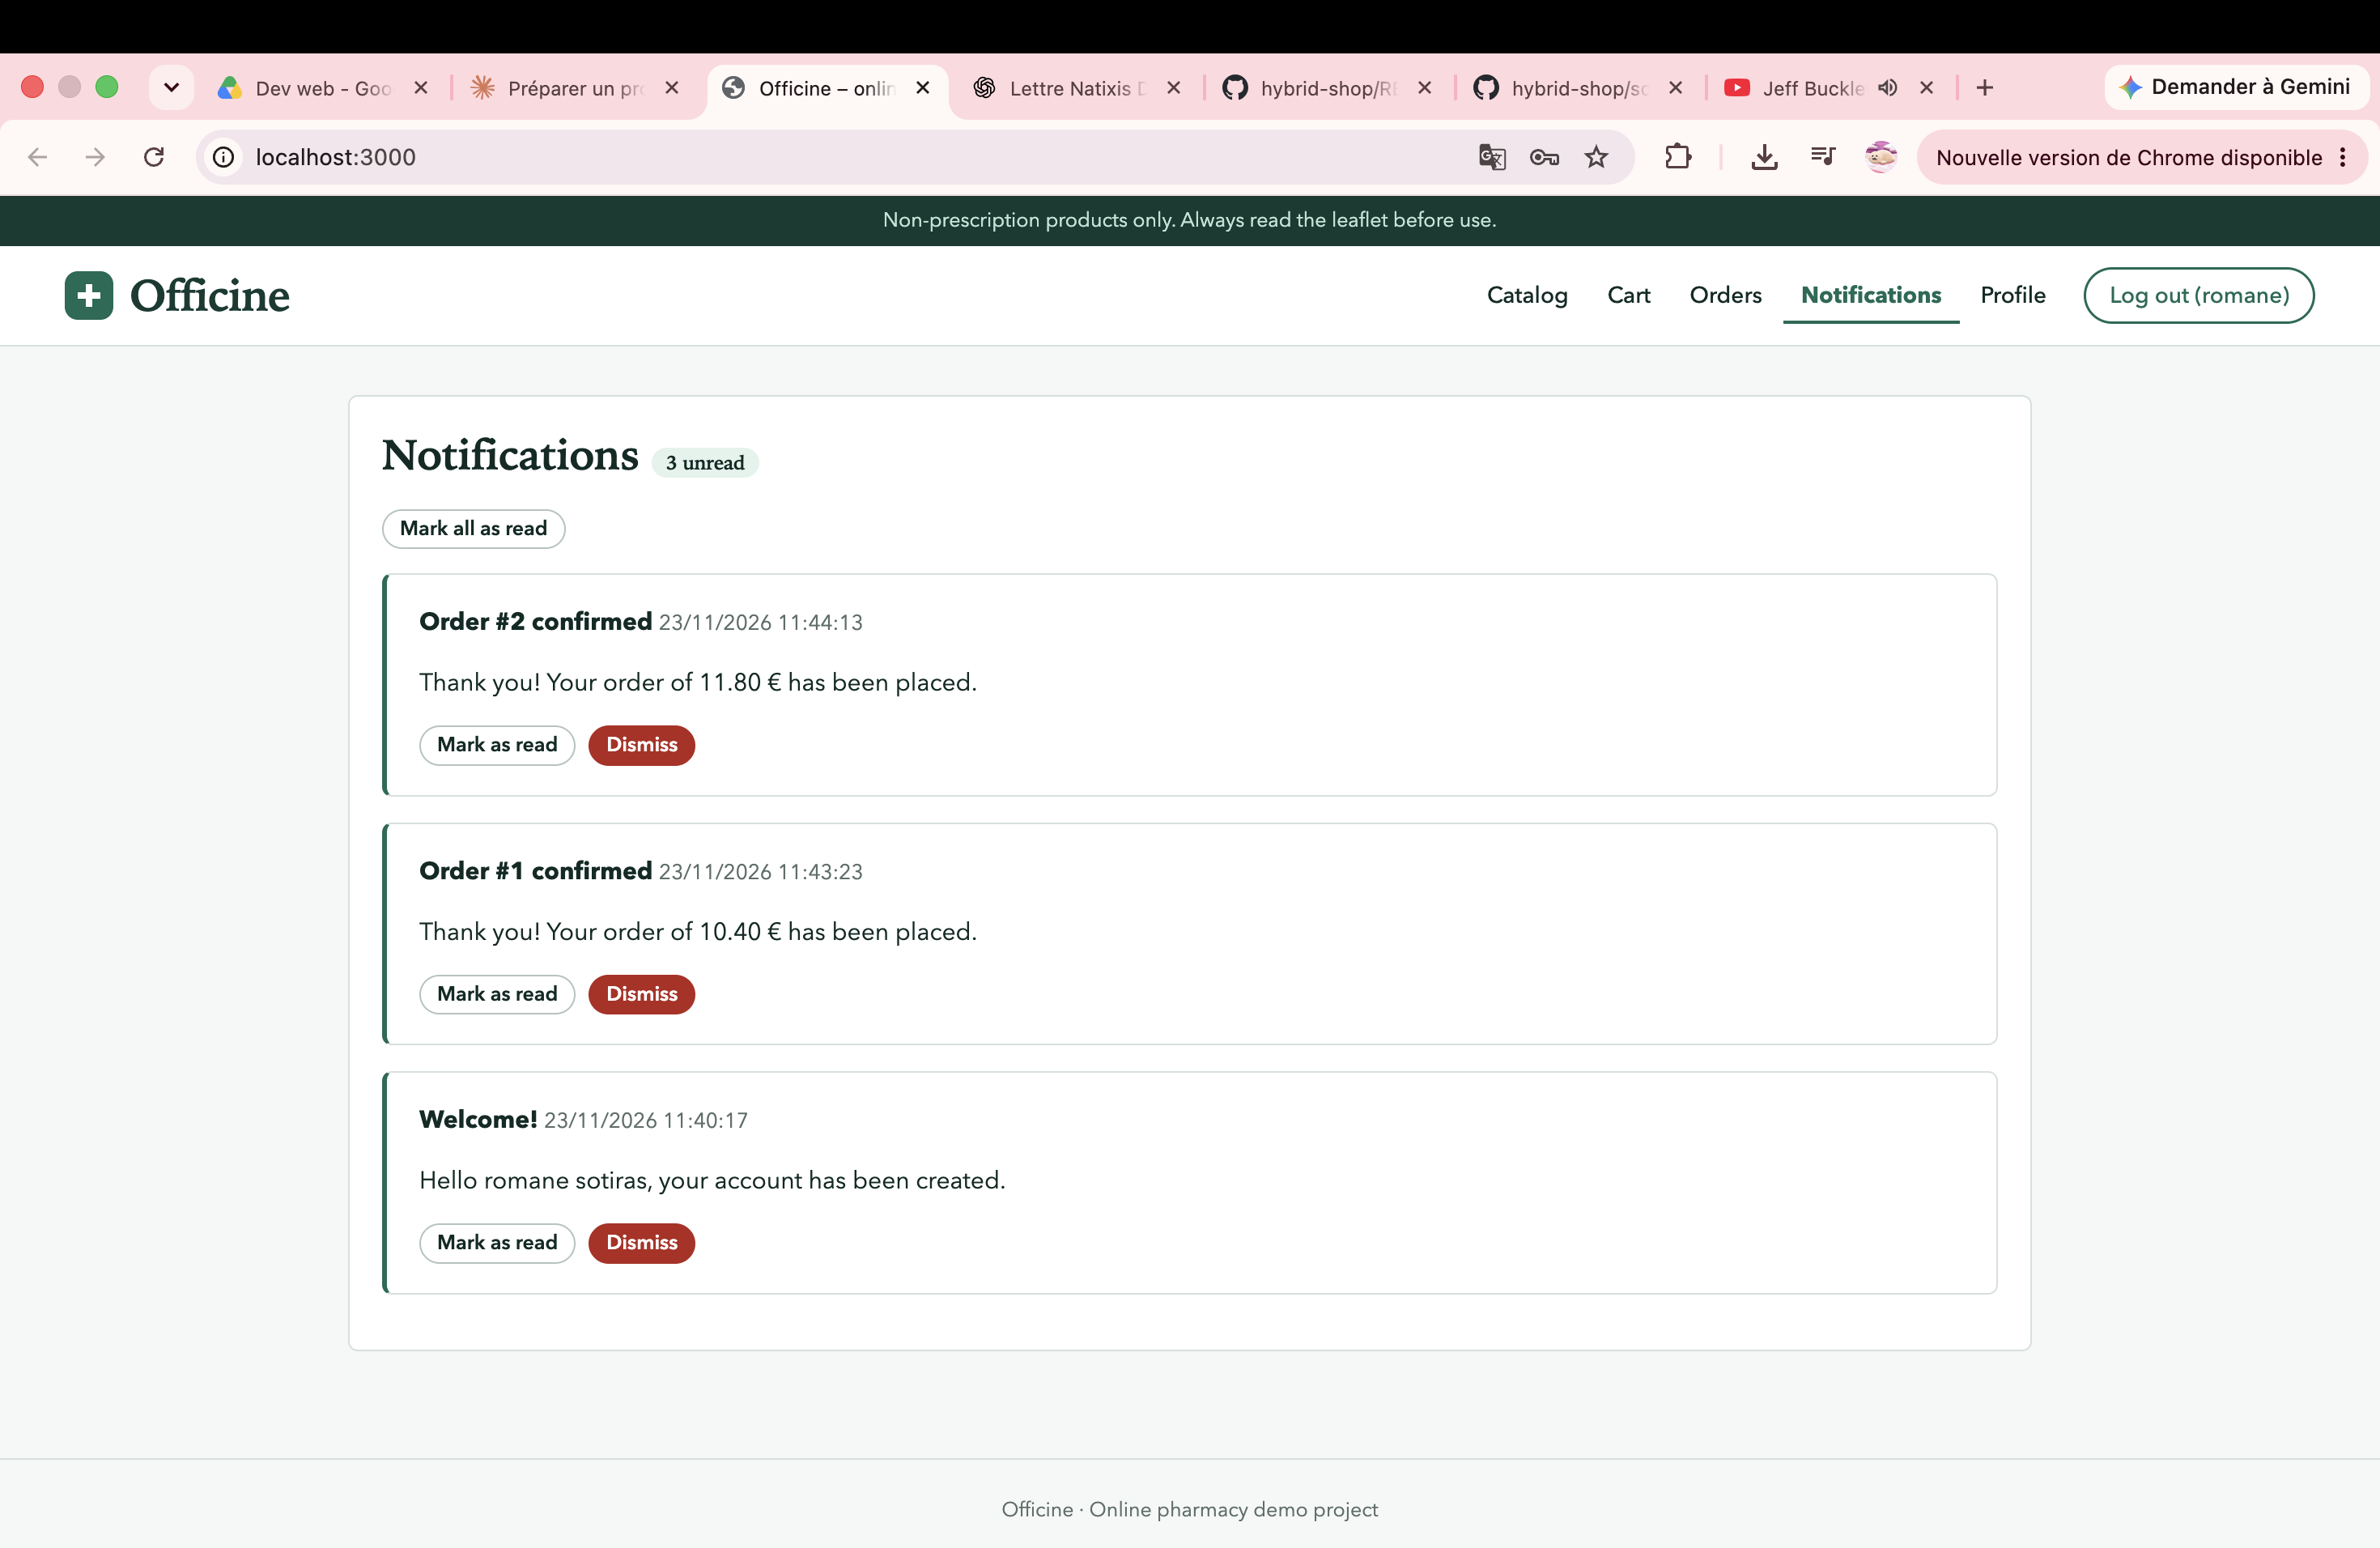 Dev web - Goo
Préparer un pr
Officine – onlin
Lettre Natixis D
hybrid-shop/RE
hybrid-shop/sc
Jeff Buckle
Demander à Gemini
localhost:3000
Nouvelle version de Chrome disponible
Non-prescription products only. Always read the leaflet before use.
Officine
Catalog
Cart
Orders
Notifications
Profile
Log out (romane)
Notifications 3 unread
Mark all as read
Order #2 confirmed 23/11/2026 11:44:13
Thank you! Your order of 11.80 € has been placed.
Mark as read
Dismiss
Order #1 confirmed 23/11/2026 11:43:23
Thank you! Your order of 10.40 € has been placed.
Mark as read
Dismiss
Welcome! 23/11/2026 11:40:17
Hello romane sotiras, your account has been created.
Mark as read
Dismiss
Officine · Online pharmacy demo project